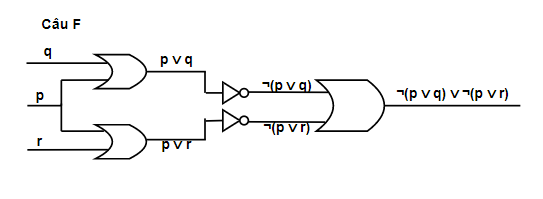 Câu F
q
p ∨ q
¬(p ∨ q)
p
¬(p ∨ q) ∨ ¬(p ∨ r)
¬(p ∨ r)
r
p ∨ r